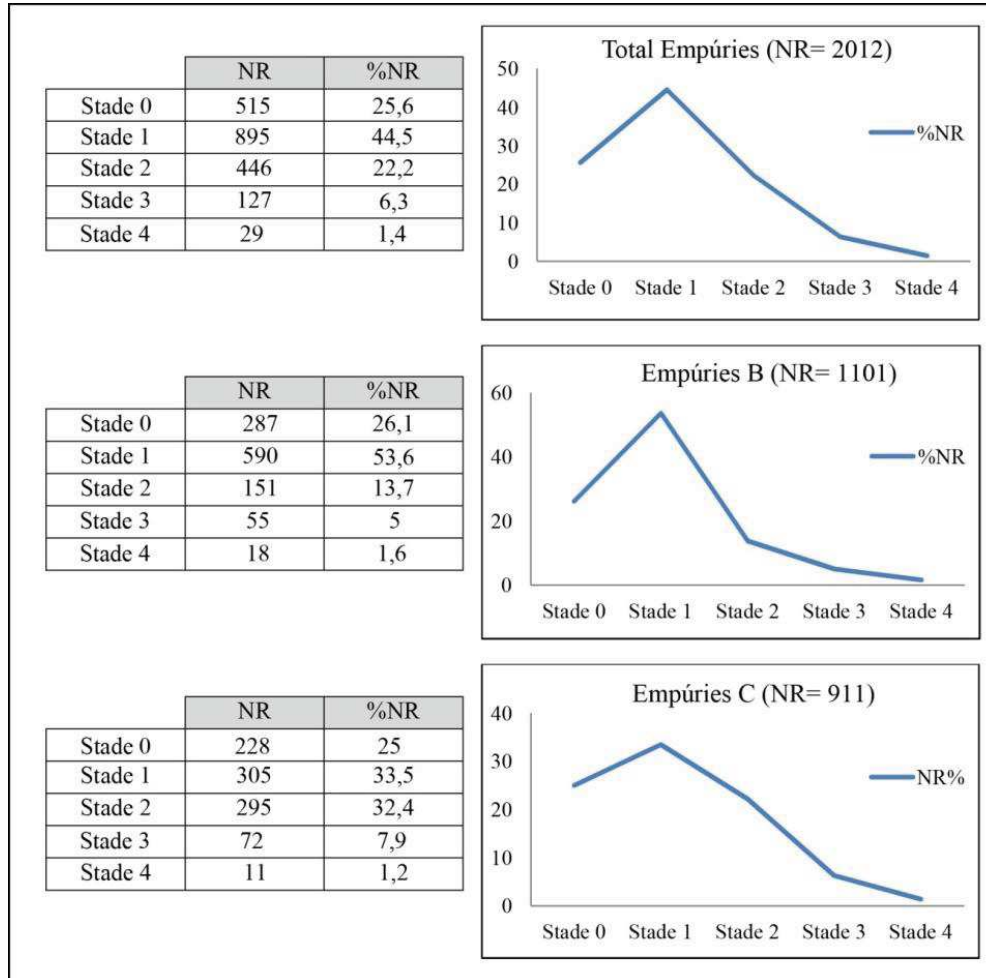 NR %NR
Stade 0 515 25,6
Stade 1 895 44,5
Stade 2 446 22,2
Stade 3 127 6,3
Stade 4 29 1,4
Total Empúries (NR= 2012)
50
40
30
20
10
0
%NR
Stade 0 Stade 1 Stade 2 Stade 3 Stade 4
NR %NR
Stade 0 287 26,1
Stade 1 590 53,6
Stade 2 151 13,7
Stade 3 55 5
Stade 4 18 1,6
Empúries B (NR= 1101)
60
40
20
0
%NR
Stade 0 Stade 1 Stade 2 Stade 3 Stade 4
NR %NR
Stade 0 228 25
Stade 1 305 33,5
Stade 2 295 32,4
Stade 3 72 7,9
Stade 4 11 1,2
Empúries C (NR= 911)
40
30
20
10
0
NR%
Stade 0 Stade 1 Stade 2 Stade 3 Stade 4